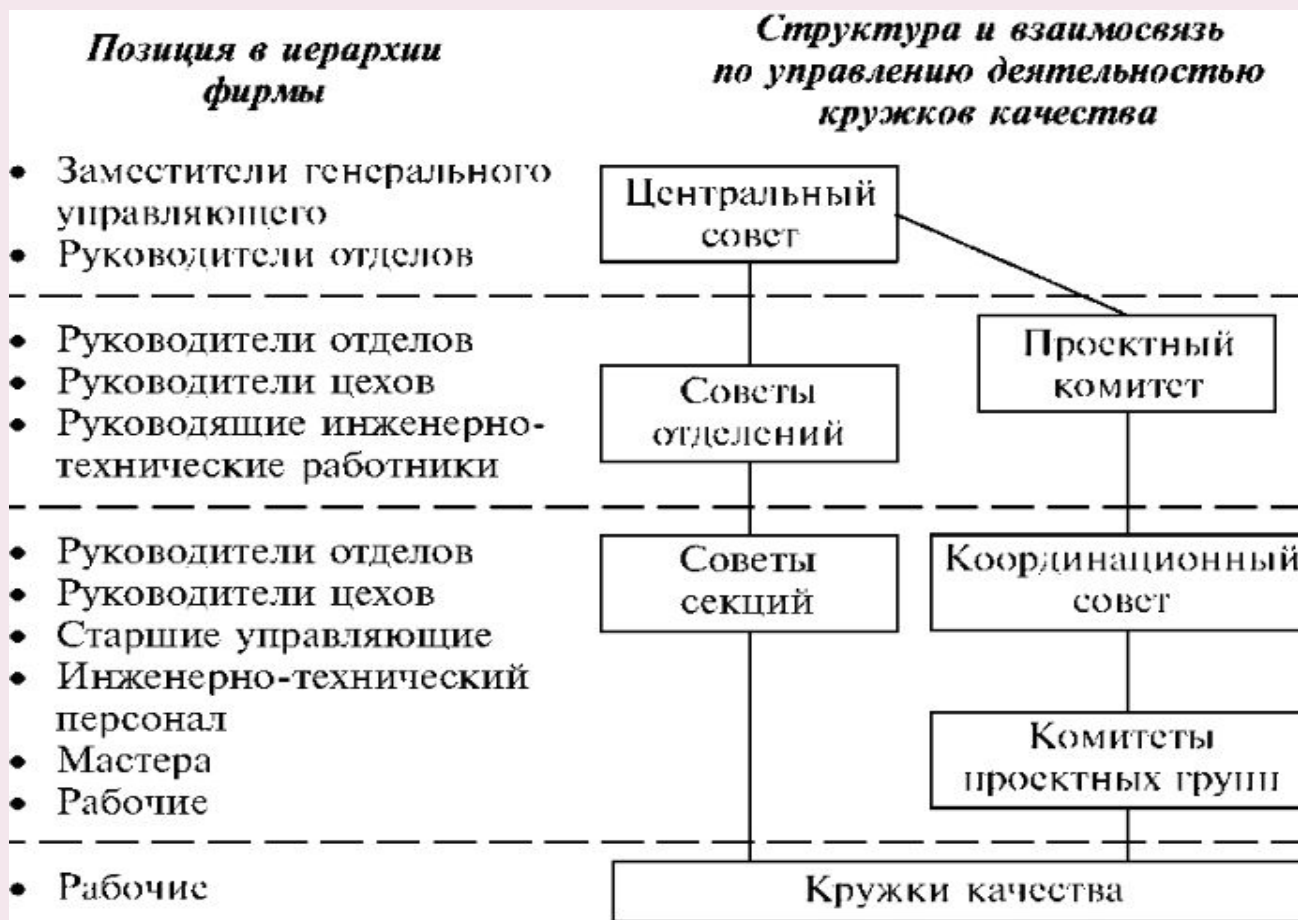 Позиция в иерархии
фирмы
Структура и взаимосвязь
по управлению деятельностью
кружков качества
• Заместители генерального
управляющего
• Руководители отделов
Центральный
совет
• Руководители отделов
• Руководители цехов
• Руководящие инженерно-
технические работники
Советы
отделений
Проектный
комитет
• Руководители отделов
• Руководители цехов
• Старшие управляющие
• Инженерно-технический
персонал
• Мастера
• Рабочие
Советы
секций
Координационный
совет
Комитеты
проектных групп
• Рабочие
Кружки качества